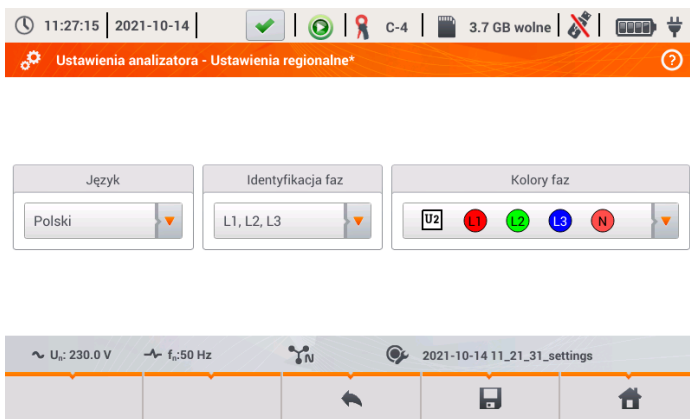 11:27:15 2021-10-14 C-4 3.7 GB wolne
Ustawienia analizatora - Ustawienia regionalne* ?
Język Identyfikacja faz Kolory faz
Polski L1, L2, L3 U2 L1 L2 L3 N
Uₙ: 230.0 V fₙ:50 Hz N 2021-10-14 11_21_31_settings